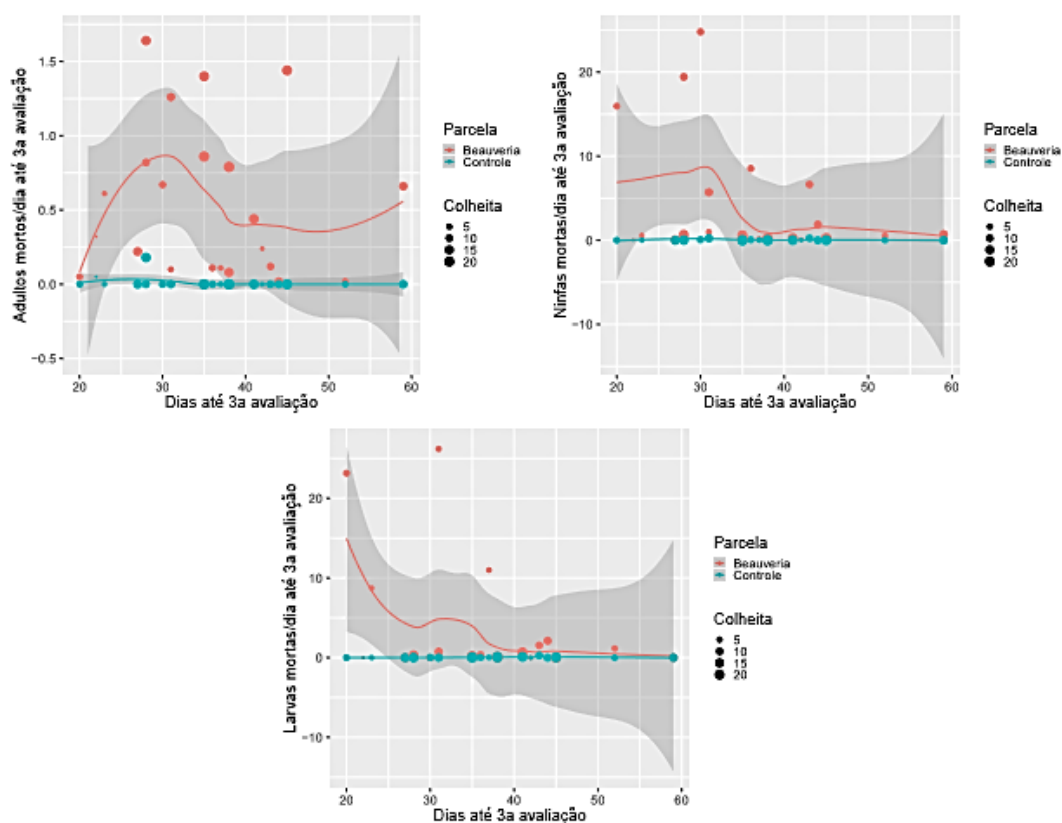 Adultos mortos/dia até 3a avaliação
1.5
1.0
0.5
0.0
−0.5
20 30 40 50 60
Dias até 3a avaliação
Parcela
Beauveria
Controle
Colheita
5
10
15
20
Ninfas mortas/dia até 3a avaliação
20
10
0
−10
20 30 40 50 60
Dias até 3a avaliação
Parcela
Beauveria
Controle
Colheita
5
10
15
20
Larvas mortas/dia até 3a avaliação
20
10
0
−10
20 30 40 50 60
Dias até 3a avaliação
Parcela
Beauveria
Controle
Colheita
5
10
15
20